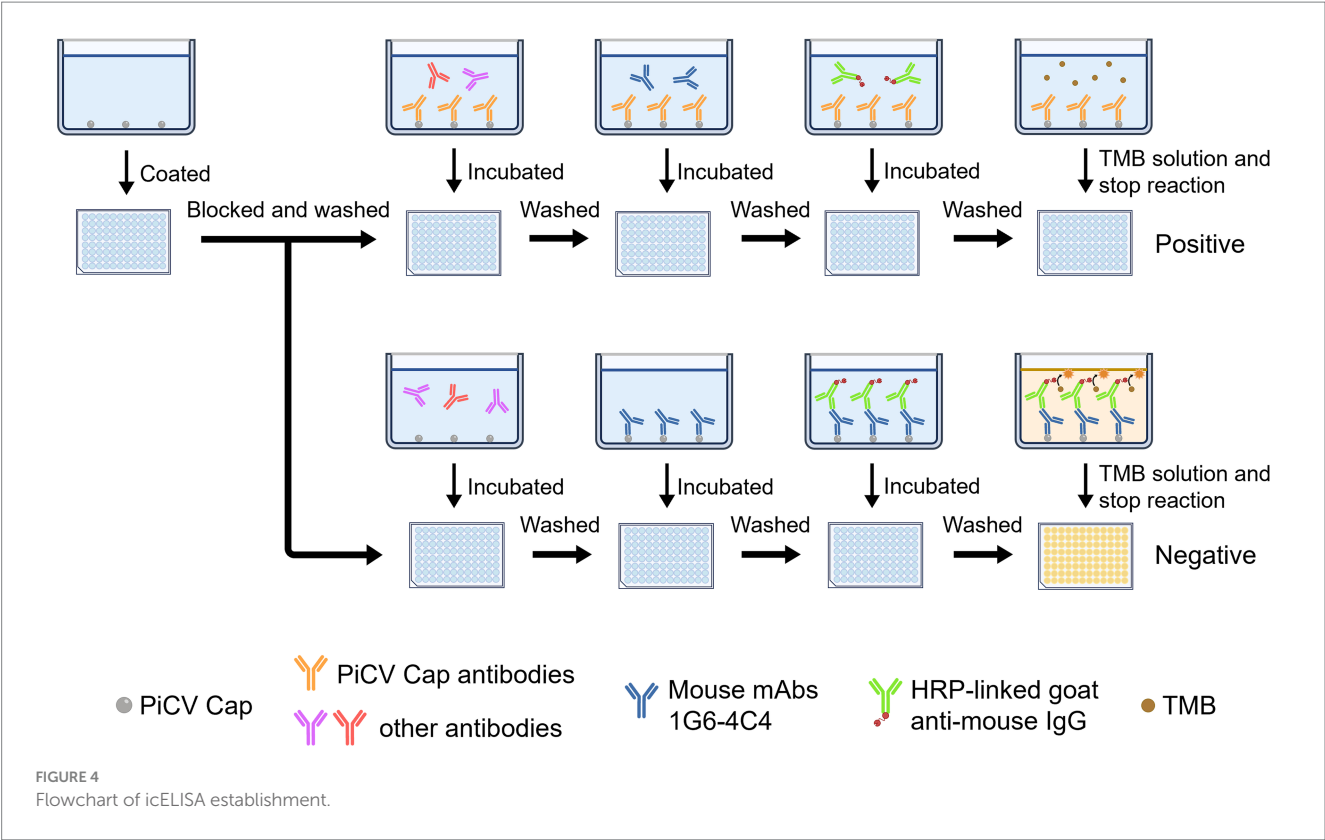 Coated
Blocked and washed
Incubated
Washed
Incubated
Washed
Incubated
Washed
TMB solution and
stop reaction
Positive
Incubated
Washed
Incubated
Washed
Incubated
Washed
TMB solution and
stop reaction
Negative
PiCV Cap
PiCV Cap antibodies
other antibodies
Mouse mAbs
1G6-4C4
HRP-linked goat
anti-mouse IgG
TMB
FIGURE 4
Flowchart of icELISA establishment.